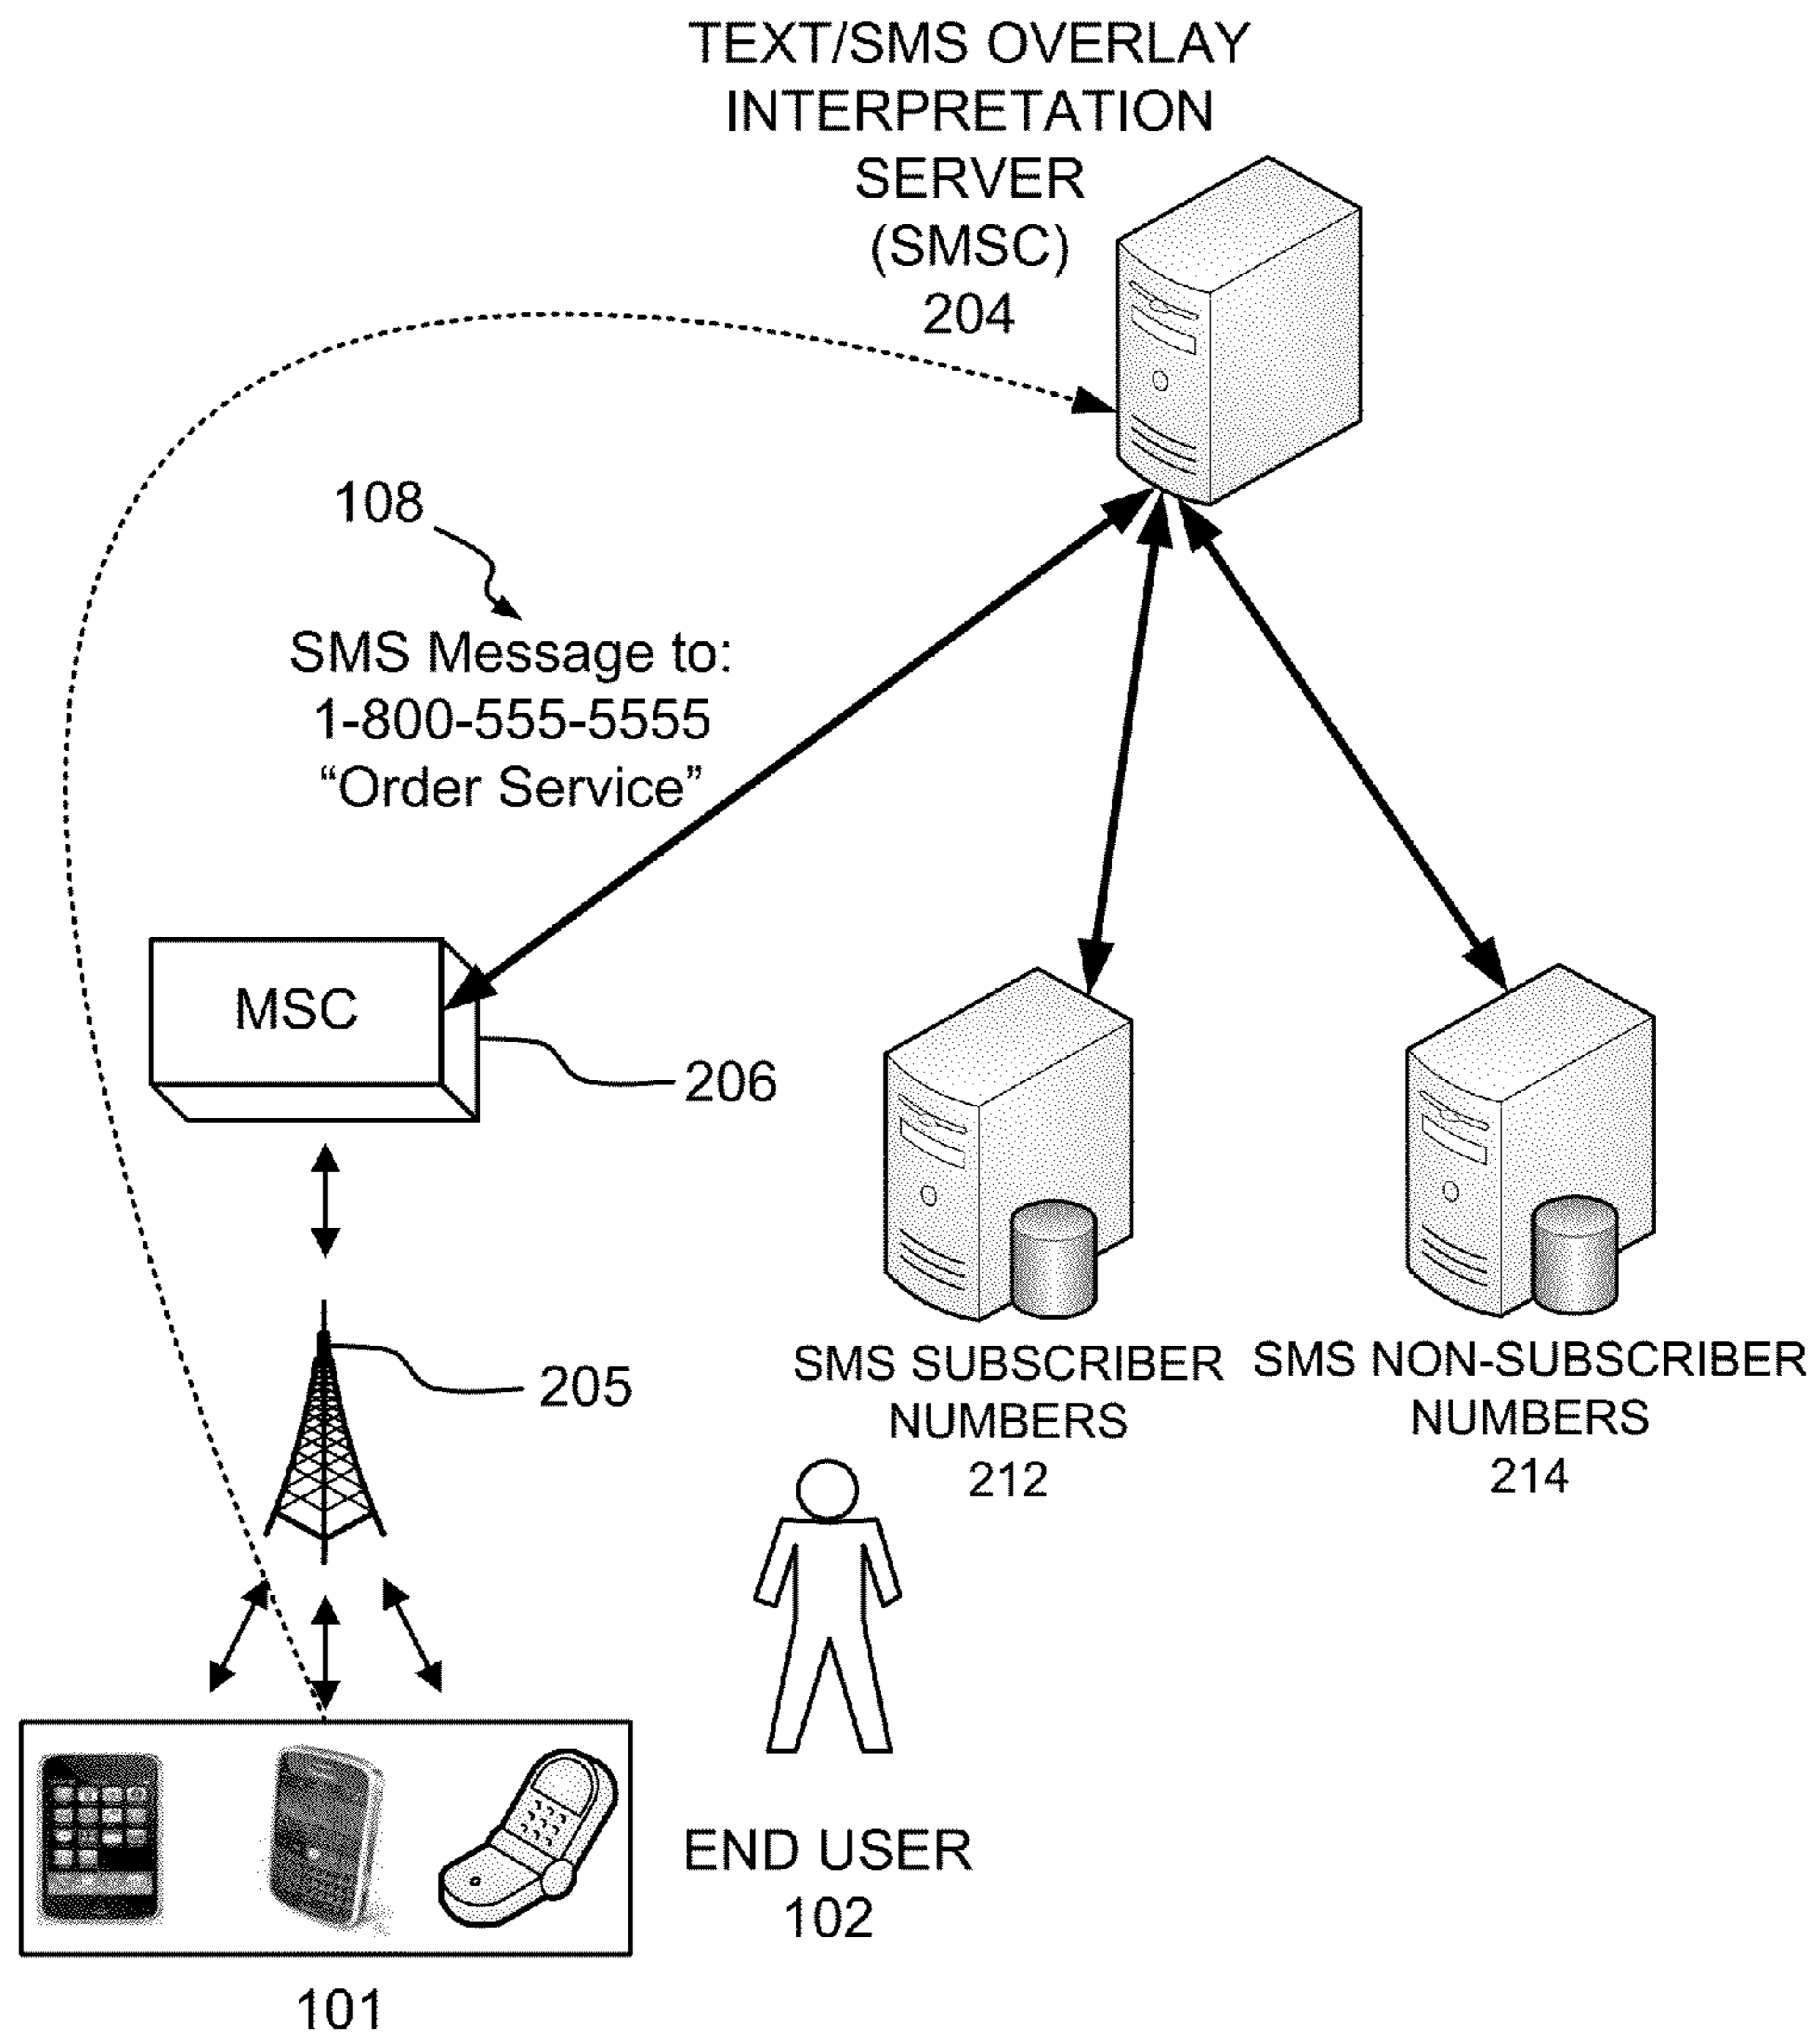 TEXT/SMS OVERLAY
INTERPRETATION
SERVER
(SMSC)
204
108
SMS Message to:
1-800-555-5555
“Order Service”
MSC
206
205
SMS SUBSCRIBER
NUMBERS
212
SMS NON-SUBSCRIBER
NUMBERS
214
END USER
102
101